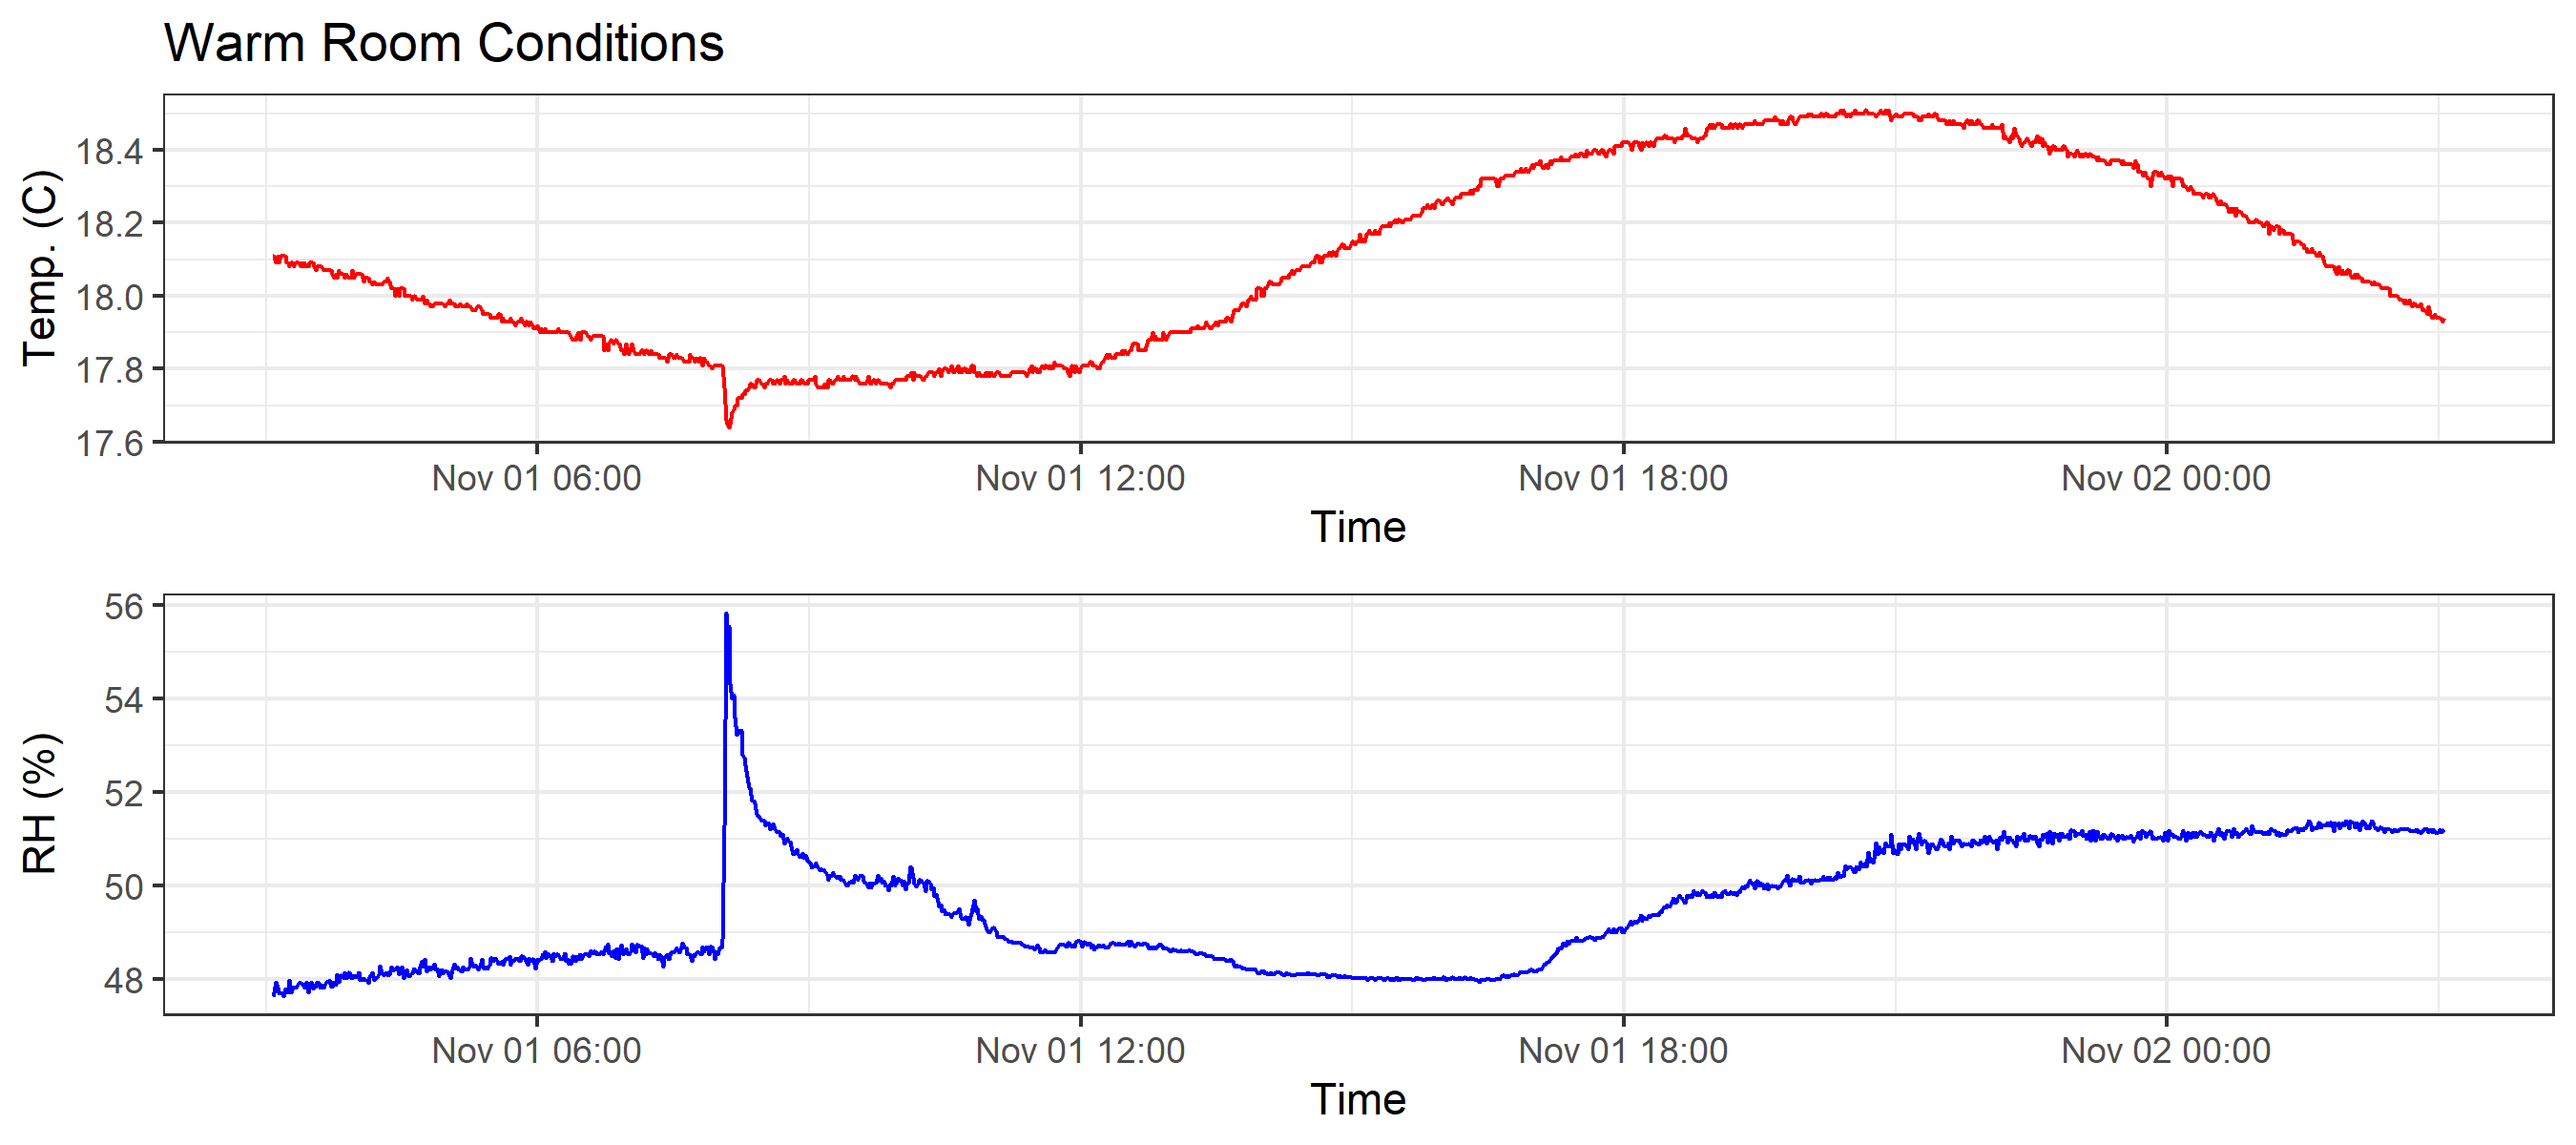 Warm Room Conditions
Temp. (C)
18.4
18.2
18.0
17.8
17.6
Nov 01 06:00 Nov 01 12:00 Nov 01 18:00 Nov 02 00:00
Time
RH (%)
56
54
52
50
48
Nov 01 06:00 Nov 01 12:00 Nov 01 18:00 Nov 02 00:00
Time